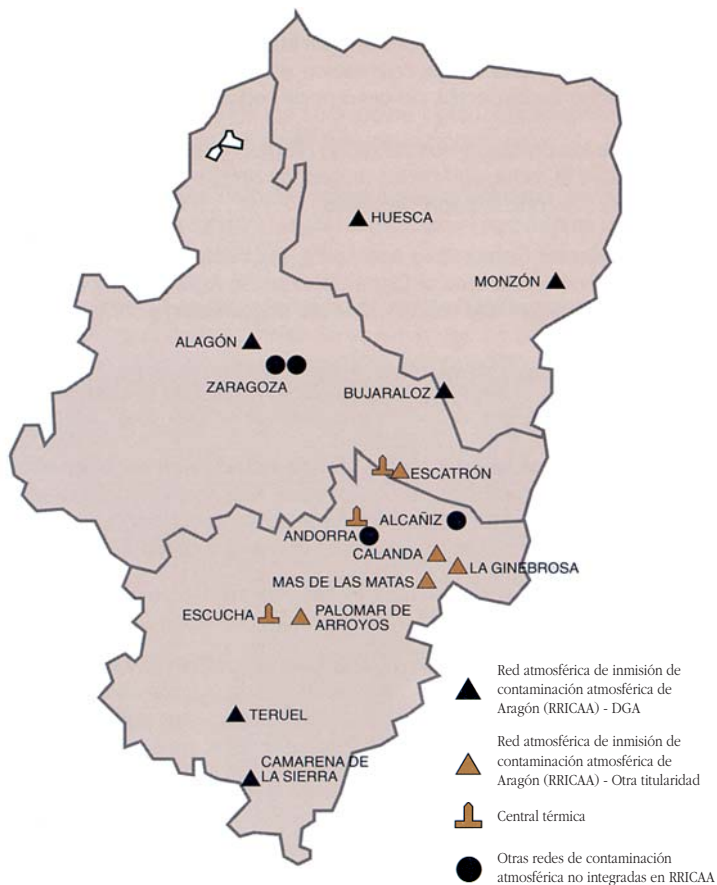 HUESCA
MONZÓN
ALAGÓN
ZARAGOZA
BUJARALOZ
ESCATRÓN
ALCAÑIZ
ANDORRA
CALANDA
LA GINEBROSA
MAS DE LAS MATAS
ESCUCHA
PALOMAR DE
ARROYOS
TERUEL
CAMARENA DE
LA SIERRA
Red atmosférica de inmisión de
contaminación atmosférica de
Aragón (RRICAA) - DGA
Red atmosférica de inmisión de
contaminación atmosférica de
Aragón (RRICAA) - Otra titularidad
Central térmica
Otras redes de contaminación
atmosférica no integradas en RRICAA